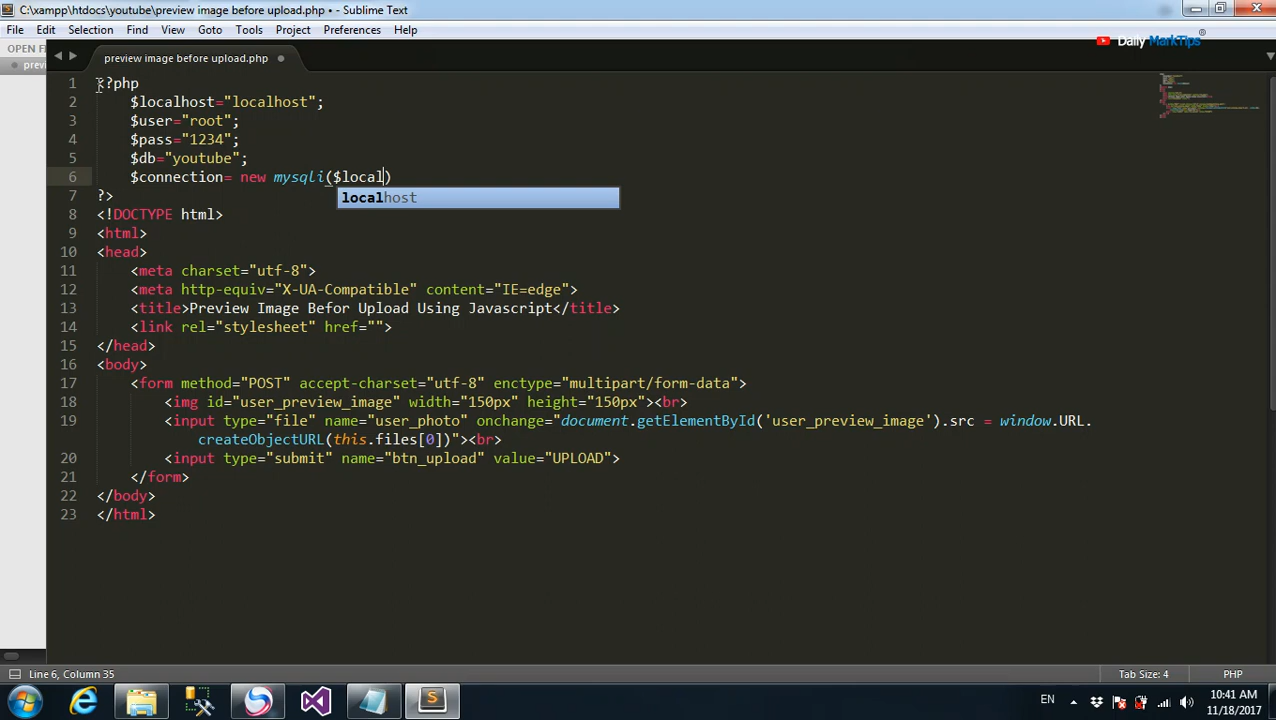 C:\xampp\htdocs\youtube\preview image before upload.php • - Sublime Text
File Edit Selection Find View Goto Tools Project Preferences Help
Daily MarkTips ®
OPEN FI
previ
preview image before upload.php
1 <?php
2 $localhost="localhost";
3 $user="root";
4 $pass="1234";
5 $db="youtube";
6 $connection= new mysqli($local)
localhost
7 ?>
8 <!DOCTYPE html>
9 <html>
10 <head>
11 <meta charset="utf-8">
12 <meta http-equiv="X-UA-Compatible" content="IE=edge">
13 <title>Preview Image Befor Upload Using Javascript</title>
14 <link rel="stylesheet" href="">
15 </head>
16 <body>
17 <form method="POST" accept-charset="utf-8" enctype="multipart/form-data">
18 <img id="user_preview_image" width="150px" height="150px"><br>
19 <input type="file" name="user_photo" onchange="document.getElementById('user_preview_image').src = window.URL.
createObjectURL(this.files[0])"><br>
20 <input type="submit" name="btn_upload" value="UPLOAD">
21 </form>
22 </body>
23 </html>
Line 6, Column 35
Tab Size: 4
PHP
EN
10:41 AM
11/18/2017